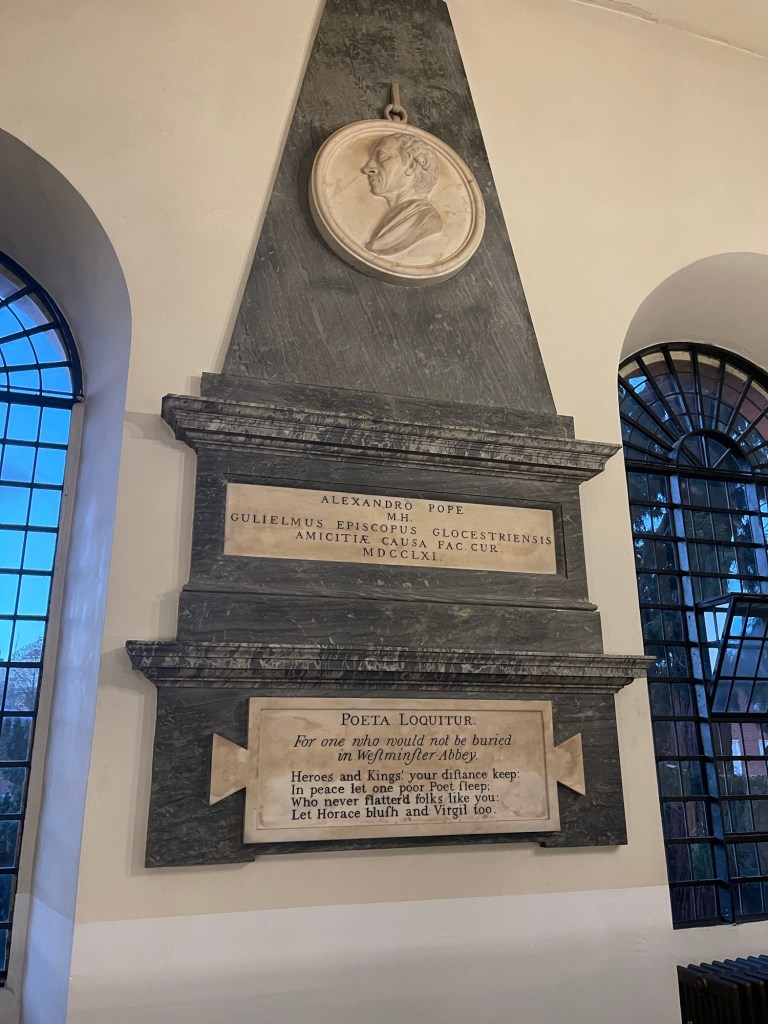 ALEXANDRO POPE
M.H.
GULIELMUS EPISCOPUS GLOCESTRIENSIS
AMICITIÆ CAUSA FAC. CUR.
MDCCLXI.
POETA LOQUITUR.
For one who would not be buried
in Weſtminſter-Abbey.
Heroes and Kings! your diſtance keep:
In peace let one poor Poet ſleep;
Who never flatter'd folks like you:
Let Horace bluſh and Virgil too.